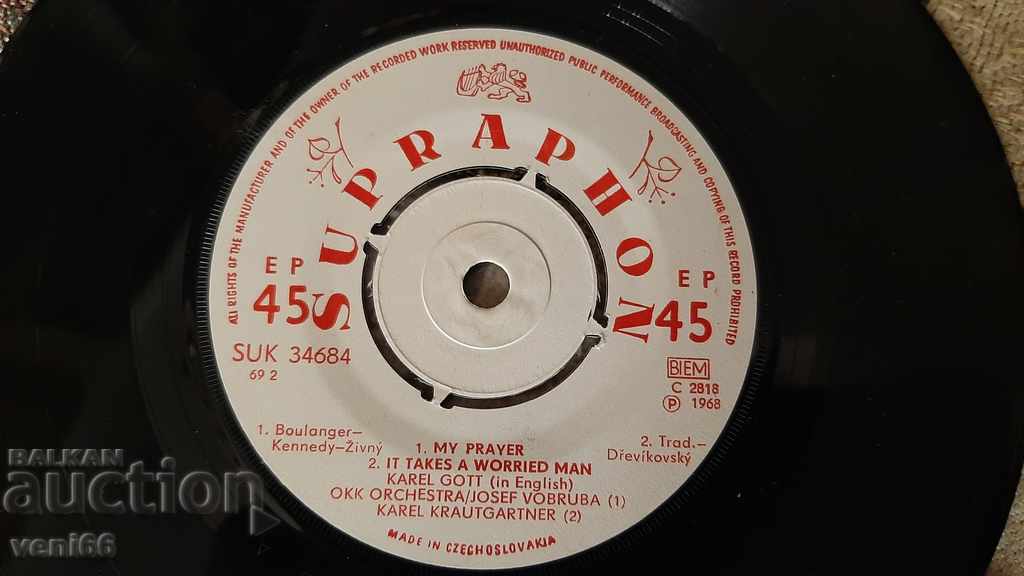 ALL RIGHTS OF THE MANUFACTURER AND OF THE OWNER OF THE RECORDED WORK RESERVED UNAUTHORIZED PUBLIC PERFORMANCE BROADCASTING AND COPYING OF THIS RECORD PROHIBITED
SUPRAPHON
EP
45
EP
45
SUK 34684
69 2
BIEM
C 2818
P 1968
1. Boulanger–
Kennedy–Živný
2. Trad.–
Dřevíkovský
1. MY PRAYER
2. IT TAKES A WORRIED MAN
KAREL GOTT (in English)
OKK ORCHESTRA/JOSEF VOBRUBA (1)
KAREL KRAUTGARTNER (2)
MADE IN CZECHOSLOVAKIA
BALKAN
auction
veni66